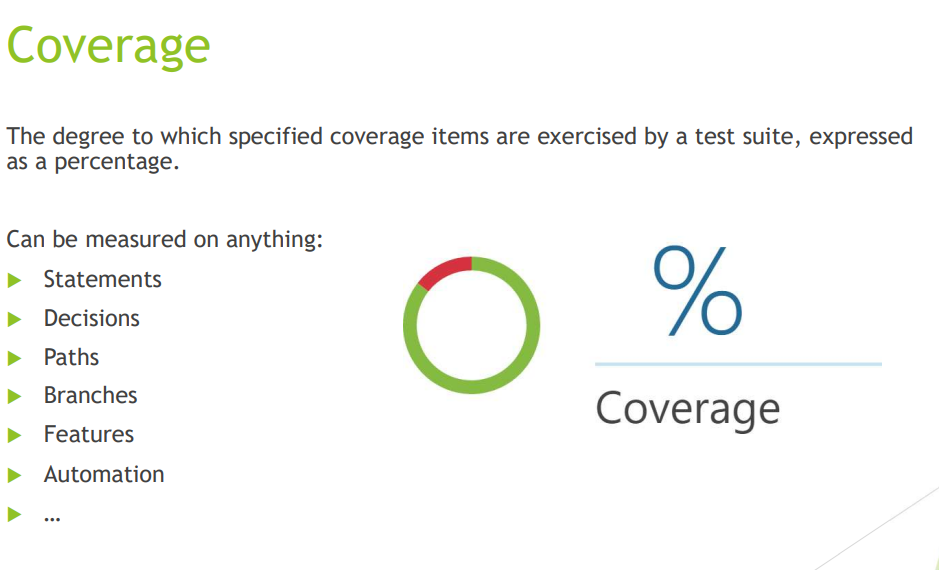 Coverage
The degree to which specified coverage items are exercised by a test suite, expressed
as a percentage.
Can be measured on anything:
Statements
Decisions
Paths
Branches
Features
Automation
...
%
Coverage